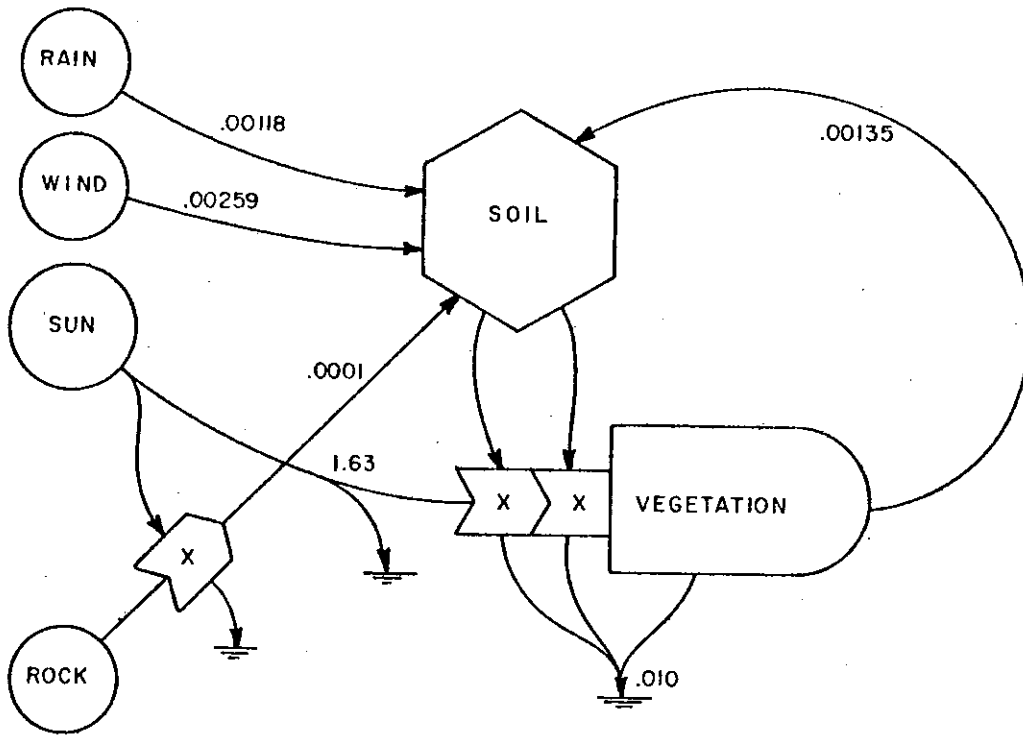 RAIN
.00118
.00135
WIND
.00259
SOIL
SUN
.0001
1.63
X
X
VEGETATION
X
ROCK
.010